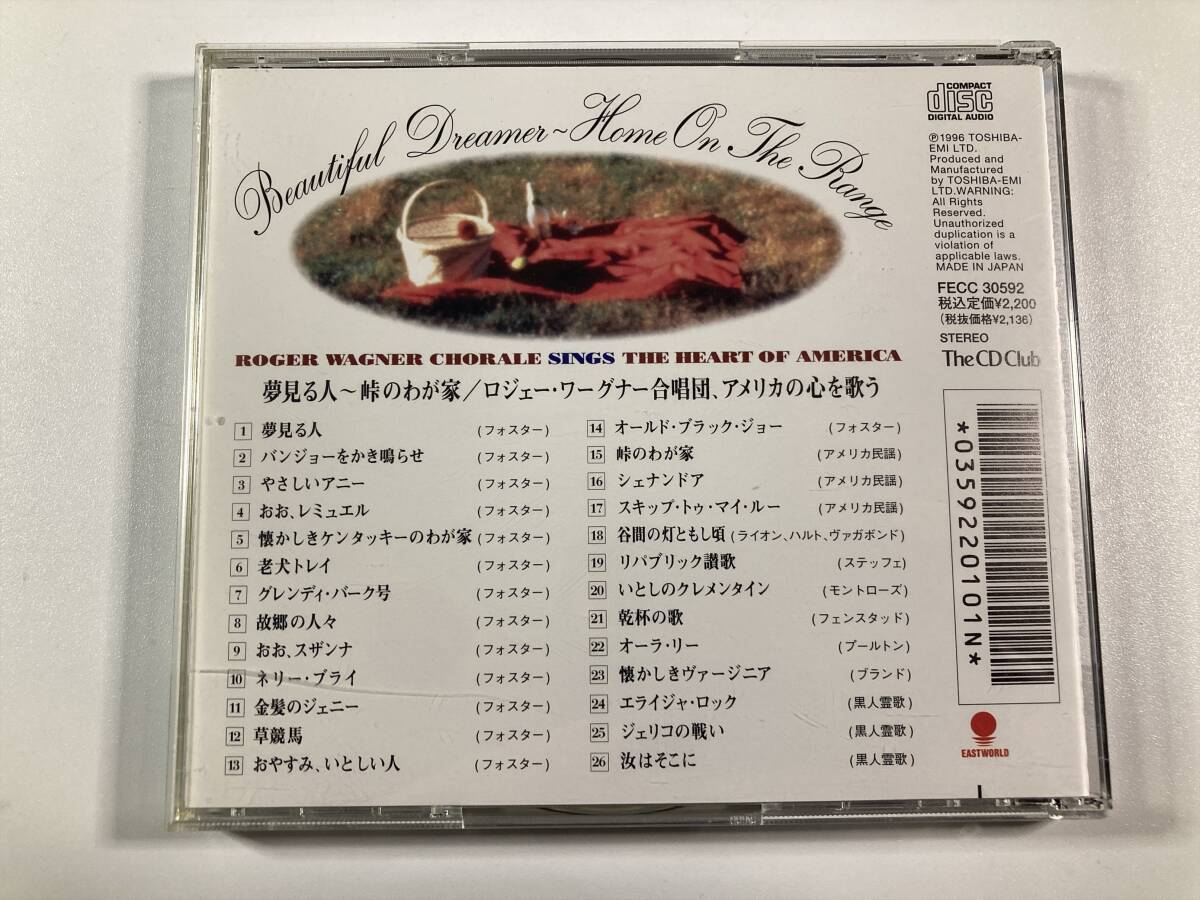 Beautiful Dreamer~Home On The Range
COMPACT
disc
DIGITAL AUDIO
℗1996 TOSHIBA-
EMI LTD.
Produced and
Manufactured
by TOSHIBA-EMI
LTD.WARNING:
All Rights
Reserved.
Unauthorized
duplication is a
violation of
applicable laws.
MADE IN JAPAN
FECC 30592
税込定価¥2,200
(税抜価格¥2,136)
STEREO
The CD Club
ROGER WAGNER CHORALE SINGS THE HEART OF AMERICA
夢見る人～峠のわが家／ロジェー・ワーグナー合唱団、アメリカの心を歌う
1 夢見る人 (フォスター)
2 バンジョーをかき鳴らせ (フォスター)
3 やさしいアニー (フォスター)
4 おお、レミュエル (フォスター)
5 懐かしきケンタッキーのわが家 (フォスター)
6 老犬トレイ (フォスター)
7 グレンディ・バーク号 (フォスター)
8 故郷の人々 (フォスター)
9 おお、スザンナ (フォスター)
10 ネリー・ブライ (フォスター)
11 金髪のジェニー (フォスター)
12 草競馬 (フォスター)
13 おやすみ、いとしい人 (フォスター)
14 オールド・ブラック・ジョー (フォスター)
15 峠のわが家 (アメリカ民謡)
16 シェナンドア (アメリカ民謡)
17 スキップ・トゥ・マイ・ルー (アメリカ民謡)
18 谷間の灯ともし頃 (ライオン、ハルト、ヴァガボンド)
19 リパブリック讃歌 (ステッフェ)
20 いとしのクレメンタイン (モントローズ)
21 乾杯の歌 (フェンスタッド)
22 オーラ・リー (プールトン)
23 懐かしきヴァージニア (ブランド)
24 エライジャ・ロック (黒人霊歌)
25 ジェリコの戦い (黒人霊歌)
26 汝はそこに (黒人霊歌)
*0359220101N*
EASTWORLD